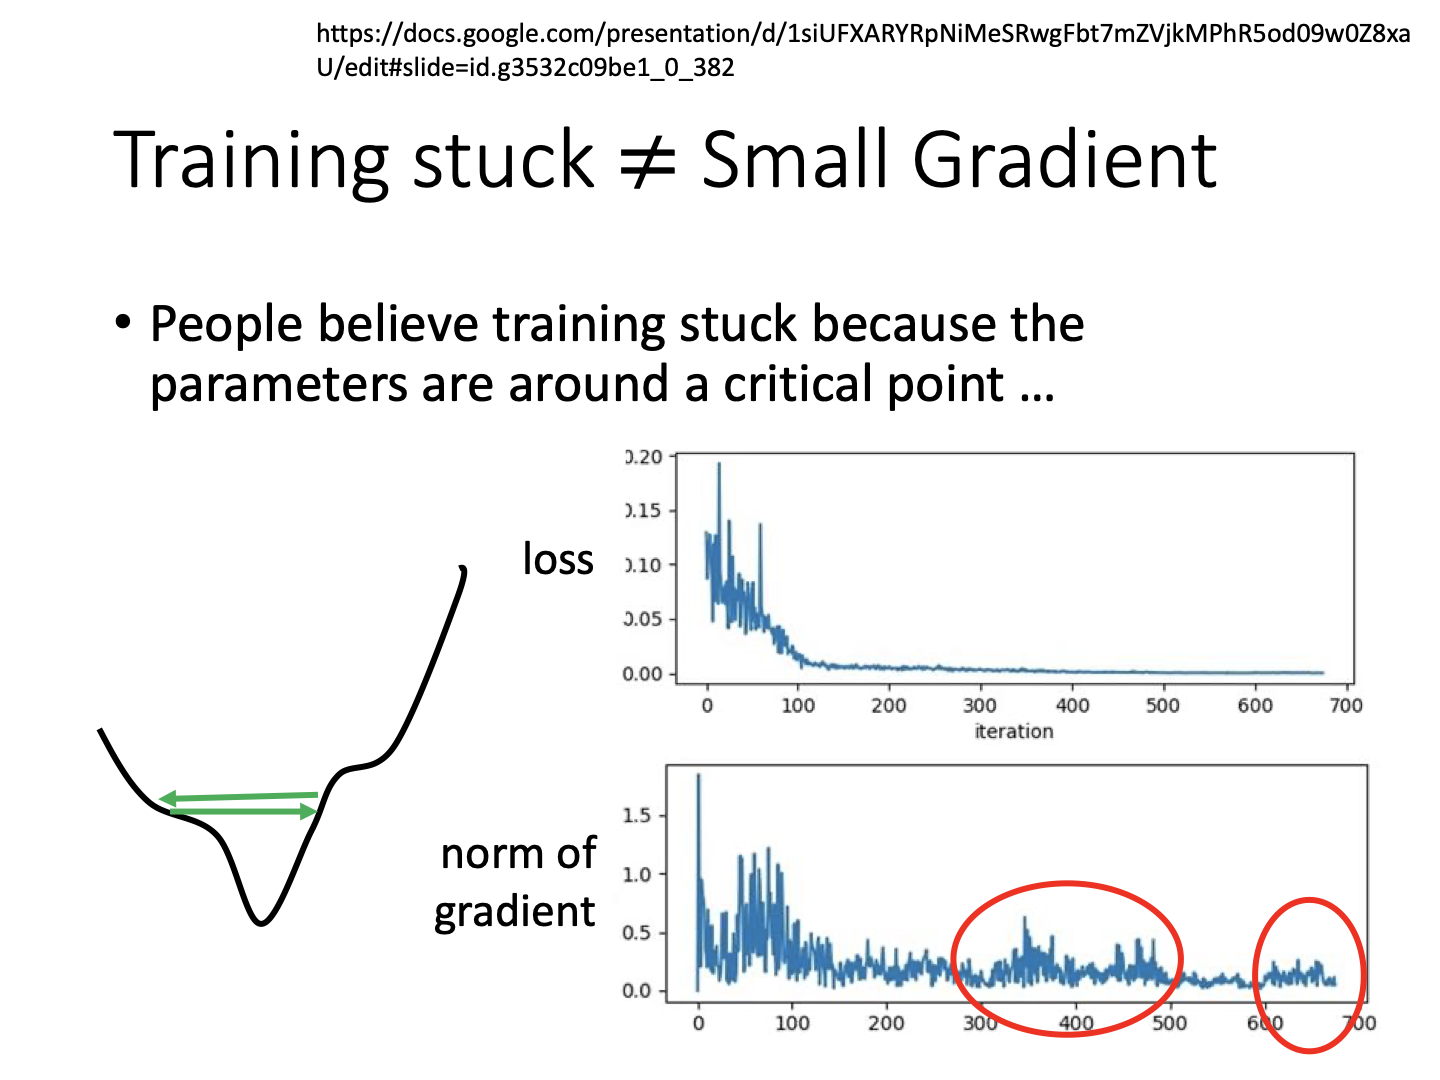 https://docs.google.com/presentation/d/1siUFXARYRpNiMeSRwgFbt7mZVjkMPhR5od09w0Z8xa
U/edit#slide=id.g3532c09be1_0_382
Training stuck ≠ Small Gradient
• People believe training stuck because the
parameters are around a critical point ...
loss
0.20
0.15
0.10
0.05
0.00
0 100 200 300 400 500 600 700
iteration
norm of
gradient
1.5
1.0
0.5
0.0
0 100 200 300 400 500 600 700